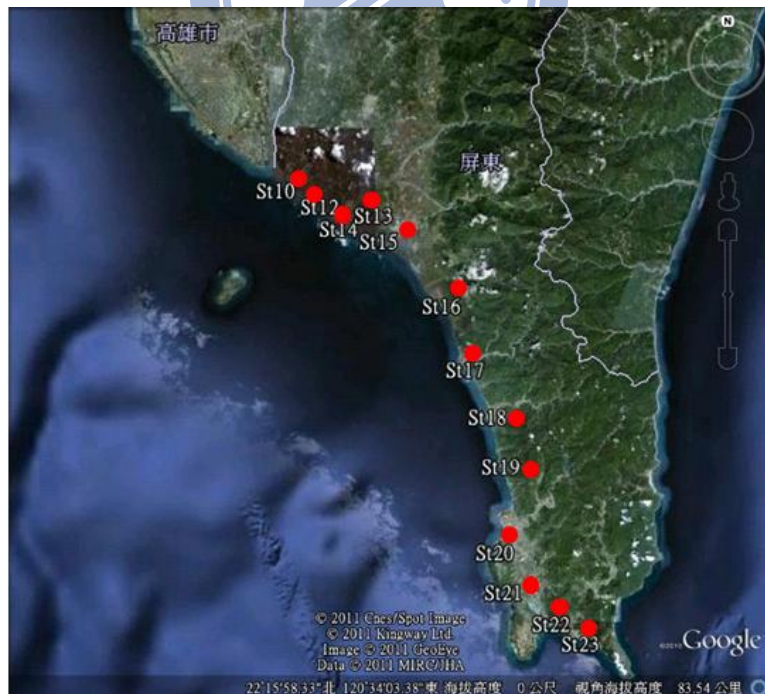 高雄市
N
屏東
St10
St12
St13
St14
St15
St16
St17
St18
St19
St20
St21
St22
St23
© 2011 Cnes/Spot Image
© 2011 Kingway Ltd.
Image © 2011 GeoEye
Data © 2011 MIRC/JHA
©2010 Google
22°15'58.33"北 120°34'03.38"東 海拔高度 0 公尺 視角海拔高度 83.54 公里